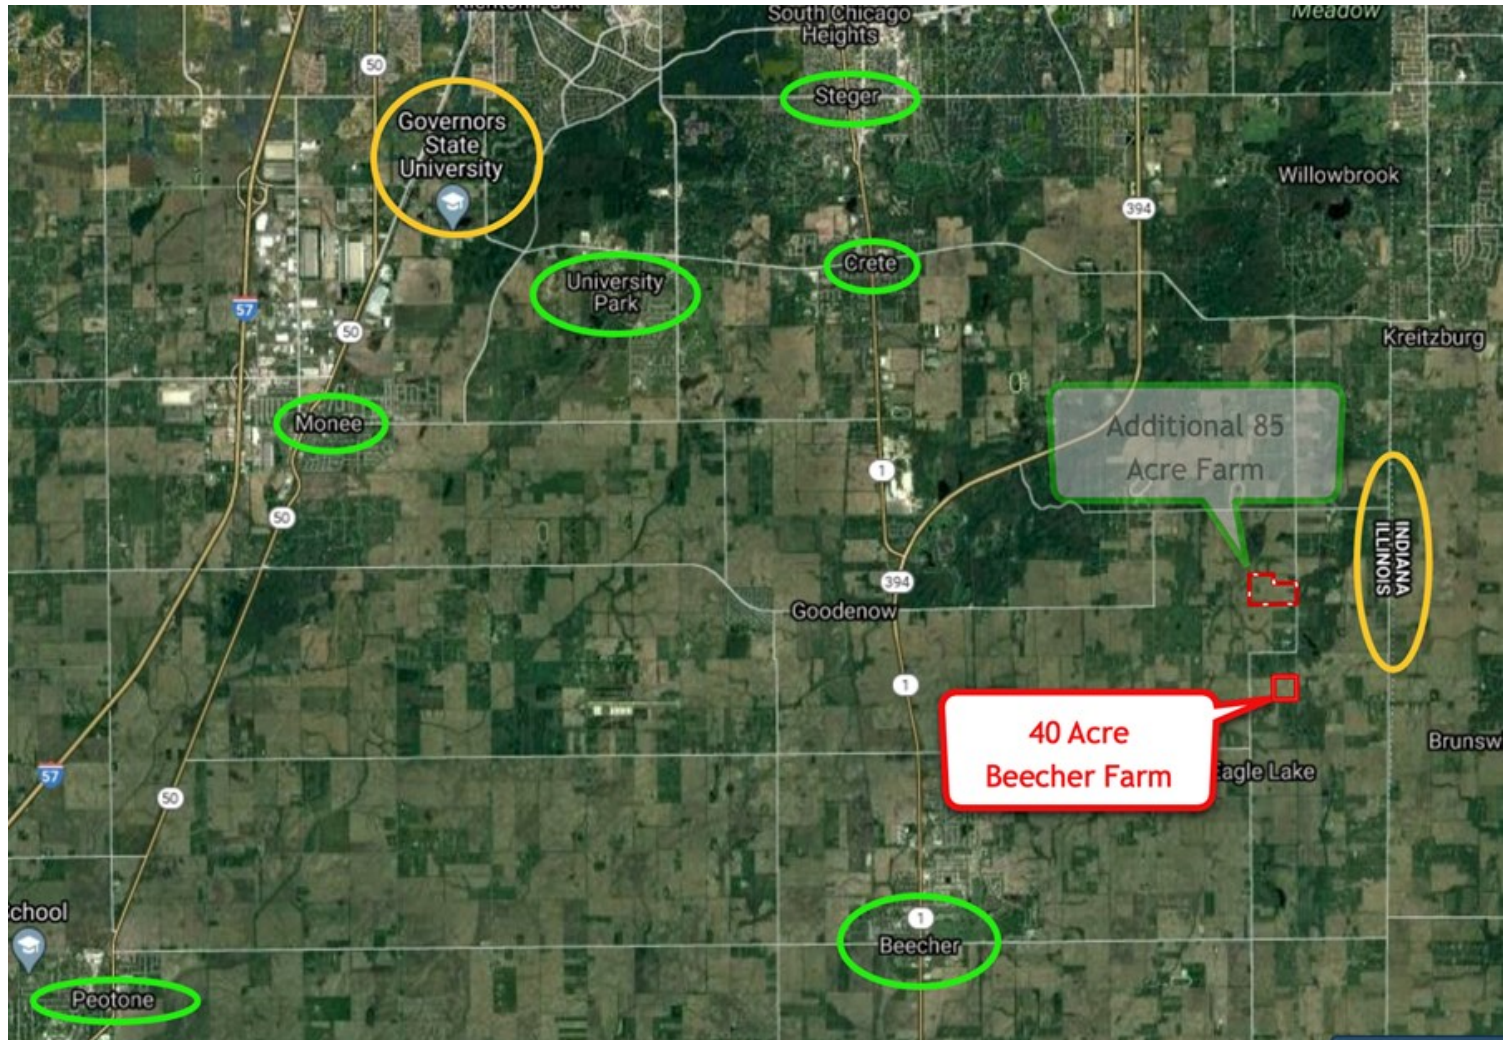 South Chicago
Heights
Meadow
50
Steger
Governors
State
University
Willowbrook
394
Crete
University
Park
57
50
Kreitzburg
Additional 85
Acre Farm
Monee
1
50
INDIANA
ILLINOIS
394
Goodenow
1
40 Acre
Beecher Farm
Brunsw
Eagle Lake
57
50
chool
1
Beecher
Peotone